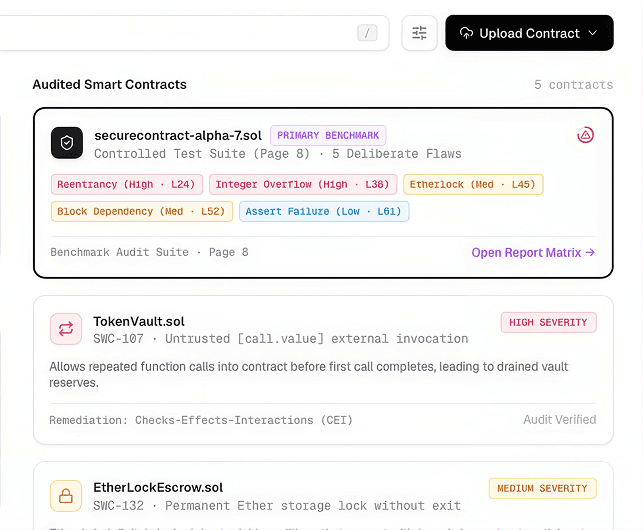 /
Upload Contract
Audited Smart Contracts
5 contracts
securecontract-alpha-7.sol
PRIMARY BENCHMARK
Controlled Test Suite (Page 8) · 5 Deliberate Flaws
Reentrancy (High · L24)
Integer Overflow (High · L38)
Etherlock (Med · L45)
Block Dependency (Med · L52)
Assert Failure (Low · L61)
Benchmark Audit Suite · Page 8
Open Report Matrix →
TokenVault.sol
HIGH SEVERITY
SWC-107 · Untrusted [call.value] external invocation
Allows repeated function calls into contract before first call completes, leading to drained vault
reserves.
Remediation: Checks-Effects-Interactions (CEI)
Audit Verified
EtherLockEscrow.sol
MEDIUM SEVERITY
SWC-132 · Permanent Ether storage lock without exit